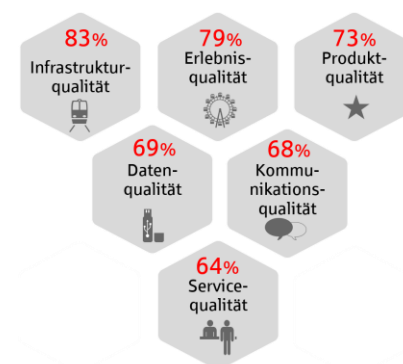 83%
Infrastruktur-
qualität
79%
Erlebnis-
qualität
73%
Produkt-
qualität
69%
Daten-
qualität
68%
Kommu-
nikations-
qualität
64%
Service-
qualität